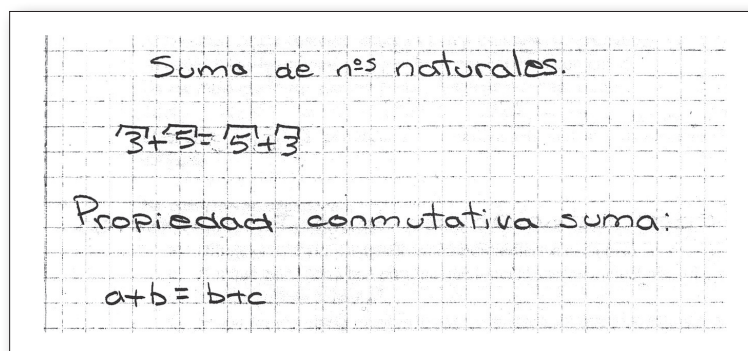 Suma de nºs naturales.
√3+√5=√5+√3
Propiedad conmutativa suma:
a+b= b+c